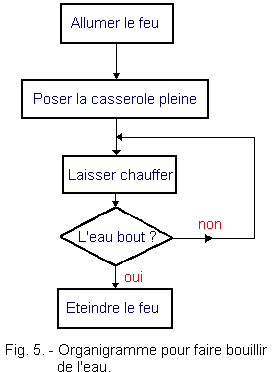 Allumer le feu
Poser la casserole pleine
Laisser chauffer
L'eau bout ?
non
oui
Eteindre le feu
Fig. 5. - Organigramme pour faire bouillir
de l'eau.